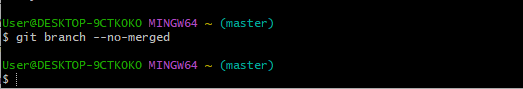 User@DESKTOP-9CTKOKO MINGW64 ~ (master)
$ git branch --no-merged
User@DESKTOP-9CTKOKO MINGW64 ~ (master)
$